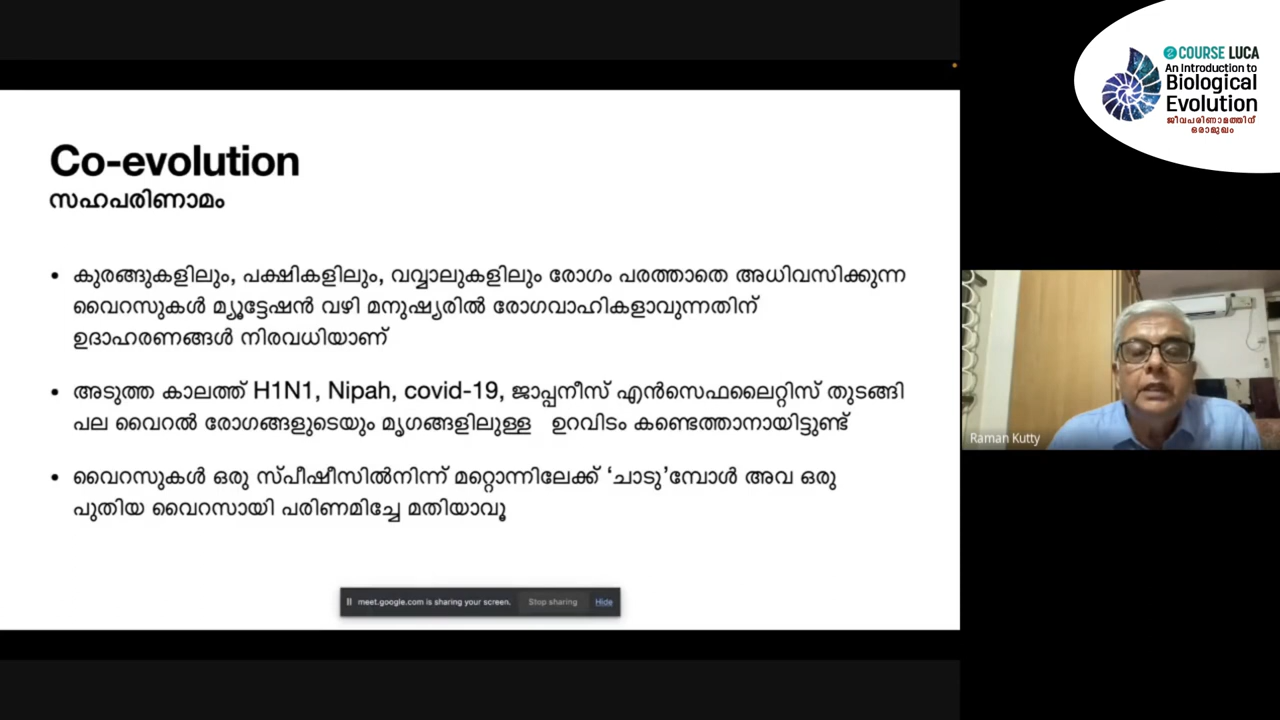 COURSE LUCA
An Introduction to
Biological
Evolution
ജീവപരിണാമത്തിന്
ഒരാമുഖം
Co-evolution
സഹപരിണാമം
• കുരങ്ങുകളിലും, പക്ഷികളിലും, വവ്വാലുകളിലും രോഗം പരത്താതെ അധിവസിക്കുന്ന
വൈറസുകൾ മ്യൂട്ടേഷൻ വഴി മനുഷ്യരിൽ രോഗവാഹികളാവുന്നതിന്
ഉദാഹരണങ്ങൾ നിരവധിയാണ്
• അടുത്ത കാലത്ത് H1N1, Nipah, covid-19, ജാപ്പനീസ് എൻസെഫലൈറ്റിസ് തുടങ്ങി
പല വൈറൽ രോഗങ്ങളുടെയും മൃഗങ്ങളിലുള്ള ഉറവിടം കണ്ടെത്താനായിട്ടുണ്ട്
• വൈറസുകൾ ഒരു സ്പീഷീസിൽനിന്ന് മറ്റൊന്നിലേക്ക് ‘ചാടു’മ്പോൾ അവ ഒരു
പുതിയ വൈറസായി പരിണമിച്ചേ മതിയാവൂ
meet.google.com is sharing your screen. Stop sharing Hide
Raman Kutty